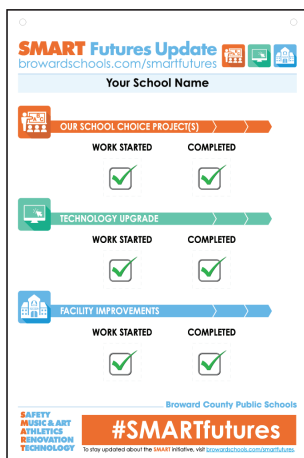 SMART Futures Update
browardschools.com/smartfutures
Your School Name
OUR SCHOOL CHOICE PROJECT(S)
WORK STARTED COMPLETED
TECHNOLOGY UPGRADE
WORK STARTED COMPLETED
FACILITY IMPROVEMENTS
WORK STARTED COMPLETED
Broward County Public Schools
SAFETY
MUSIC & ART
ATHLETICS
RENOVATION
TECHNOLOGY
#SMARTfutures
To stay updated about the SMART initiative, visit browardschools.com/smartfutures